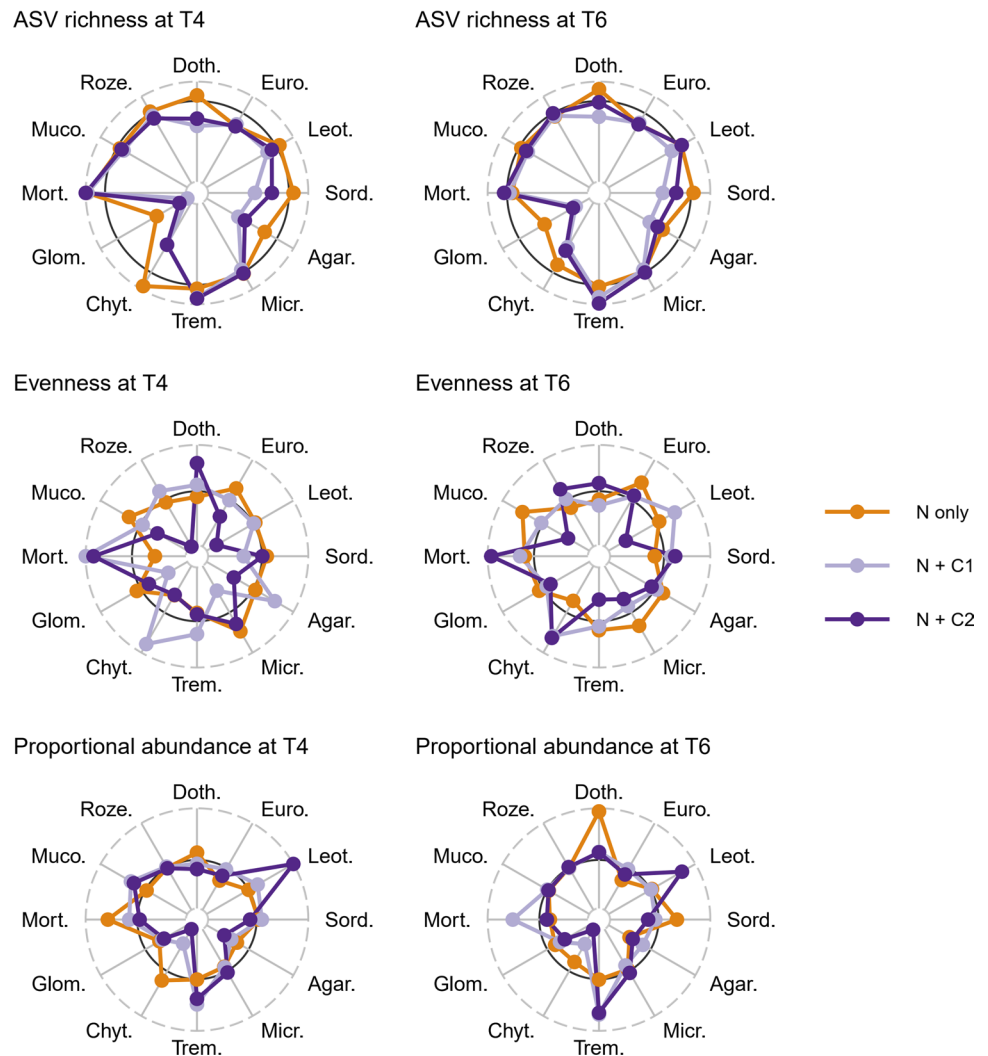 ASV richness at T4
Doth.
Euro.
Leot.
Sord.
Agar.
Micr.
Trem.
Chyt.
Glom.
Mort.
Muco.
Roze.
ASV richness at T6
Doth.
Euro.
Leot.
Sord.
Agar.
Micr.
Trem.
Chyt.
Glom.
Mort.
Muco.
Roze.
Evenness at T4
Doth.
Euro.
Leot.
Sord.
Agar.
Micr.
Trem.
Chyt.
Glom.
Mort.
Muco.
Roze.
Evenness at T6
Doth.
Euro.
Leot.
Sord.
Agar.
Micr.
Trem.
Chyt.
Glom.
Mort.
Muco.
Roze.
N only
N + C1
N + C2
Proportional abundance at T4
Doth.
Euro.
Leot.
Sord.
Agar.
Micr.
Trem.
Chyt.
Glom.
Mort.
Muco.
Roze.
Proportional abundance at T6
Doth.
Euro.
Leot.
Sord.
Agar.
Micr.
Trem.
Chyt.
Glom.
Mort.
Muco.
Roze.